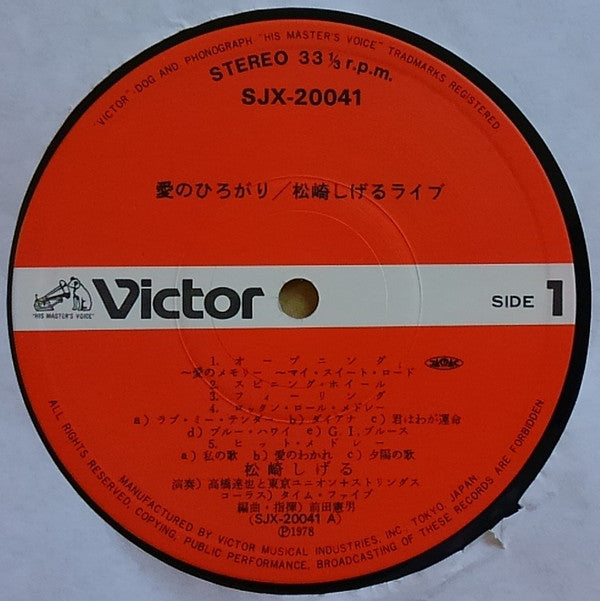 "VICTOR"-DOG AND PHONOGRAPH "HIS MASTER'S VOICE" TRADEMARKS REGISTERED
STEREO 33 1/3 r.p.m.
SJX-20041
愛のひろがり/松崎しげるライブ
"HIS MASTER'S VOICE"
Victor
SIDE 1
1. オープニング
~愛のメモリー ~マイ・スイート・ロード
2. スピニング・ホイール
3. フィーリング
4. ロックン・ロール・メドレー
a) ラブ・ミー・テンダー b) ダイアナ c) 君はわが運命
d) ブルー・ハワイ e) G.I.ブルース
5. ヒット・メドレー
a) 私の歌 b) 愛のわかれ c) 夕陽の歌
松崎しげる
演奏) 高橋達也と東京ユニオン+ストリングス
コーラス) タイム・ファイブ
編曲・指揮) 前田憲男
(SJX-20041 A)
Ⓟ1978
ALL RIGHTS RESERVED. COPYING, PUBLIC PERFORMANCE, BROADCASTING OF THESE RECORDS ARE FORBIDDEN.
MANUFACTURED BY VICTOR MUSICAL INDUSTRIES, INC., TOKYO, JAPAN.